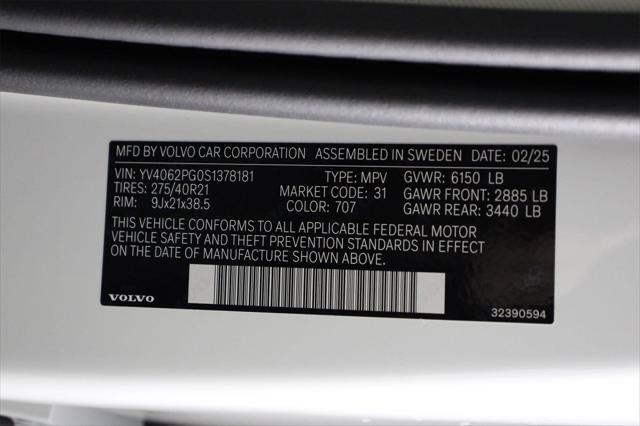 MFD BY VOLVO CAR CORPORATION ASSEMBLED IN SWEDEN DATE: 02/25
VIN: YV4062PG0S1378181 TYPE: MPV GVWR: 6150 LB
TIRES: 275/40R21 MARKET CODE: 31 GAWR FRONT: 2885 LB
RIM: 9Jx21x38.5 COLOR: 707 GAWR REAR: 3440 LB
THIS VEHICLE CONFORMS TO ALL APPLICABLE FEDERAL MOTOR
VEHICLE SAFETY AND THEFT PREVENTION STANDARDS IN EFFECT
ON THE DATE OF MANUFACTURE SHOWN ABOVE.
VOLVO 32390594